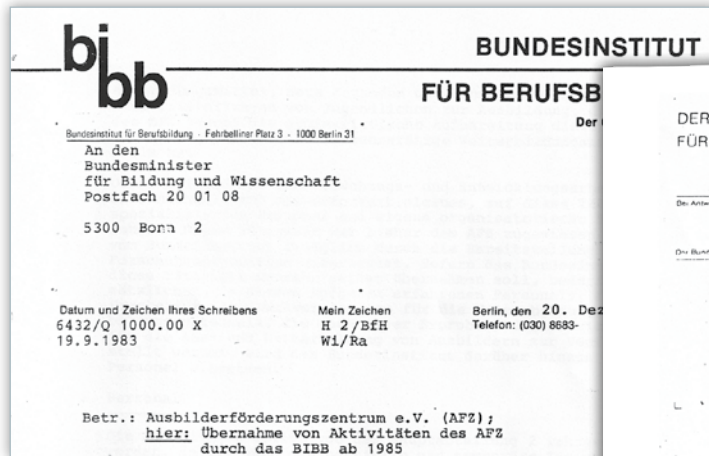 bi
bb
BUNDESINSTITUT
FÜR BERUFSB
Der
Bundesinstitut für Berufsbildung · Fehrbelliner Platz 3 · 1000 Berlin 31
An den
Bundesminister
für Bildung und Wissenschaft
Postfach 20 01 08
5300 Bonn 2
Datum und Zeichen Ihres Schreibens
6432/Q 1000.00 X
19.9.1983
Mein Zeichen
H 2/BfH
Wi/Ra
Berlin, den 20. Dez
Telefon: (030) 8683-
Betr.: Ausbilderförderungszentrum e.V. (AFZ);
hier: Übernahme von Aktivitäten des AFZ
durch das BIBB ab 1985
DER
FÜR
Der Bun